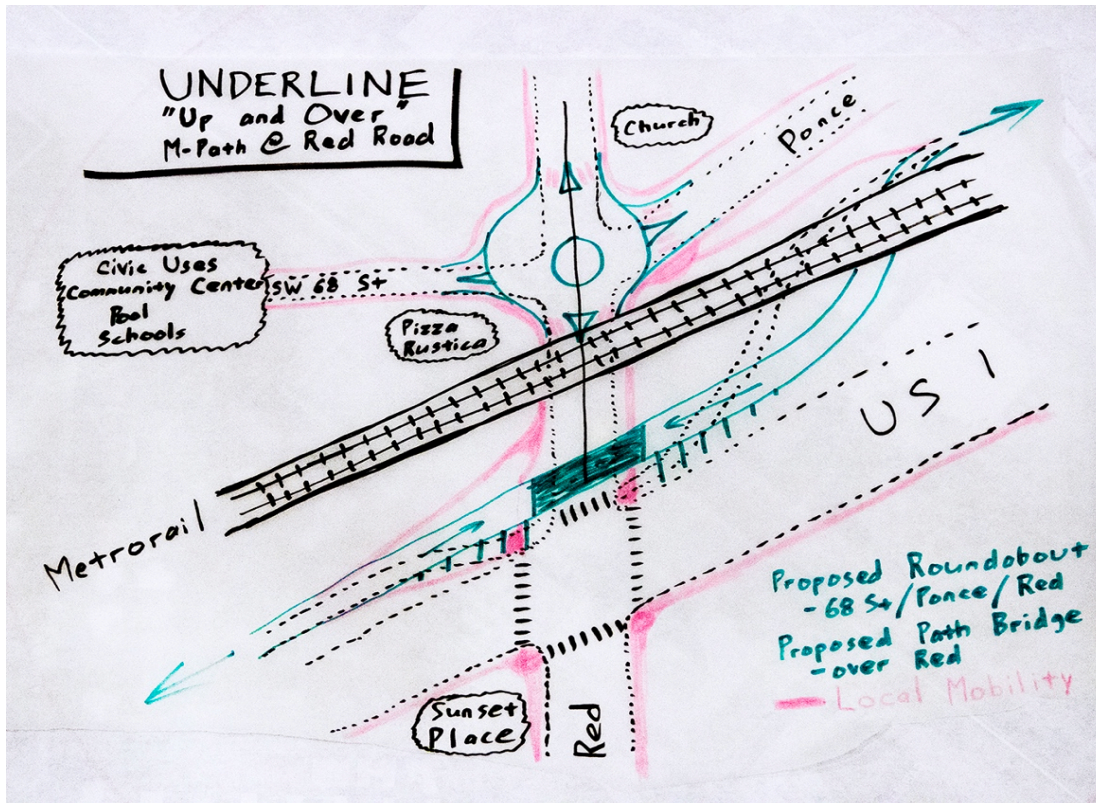 UNDERLINE
"Up and Over"
M-Path @ Red Road
Church
Ponce
Civic Uses
Community Center
Pool
Schools
SW 68 St
Pizza
Rustica
US 1
Metrorail
Proposed Roundabout
- 68 St/Ponce/Red
Proposed Path Bridge
- over Red
Local Mobility
Sunset
Place
Red